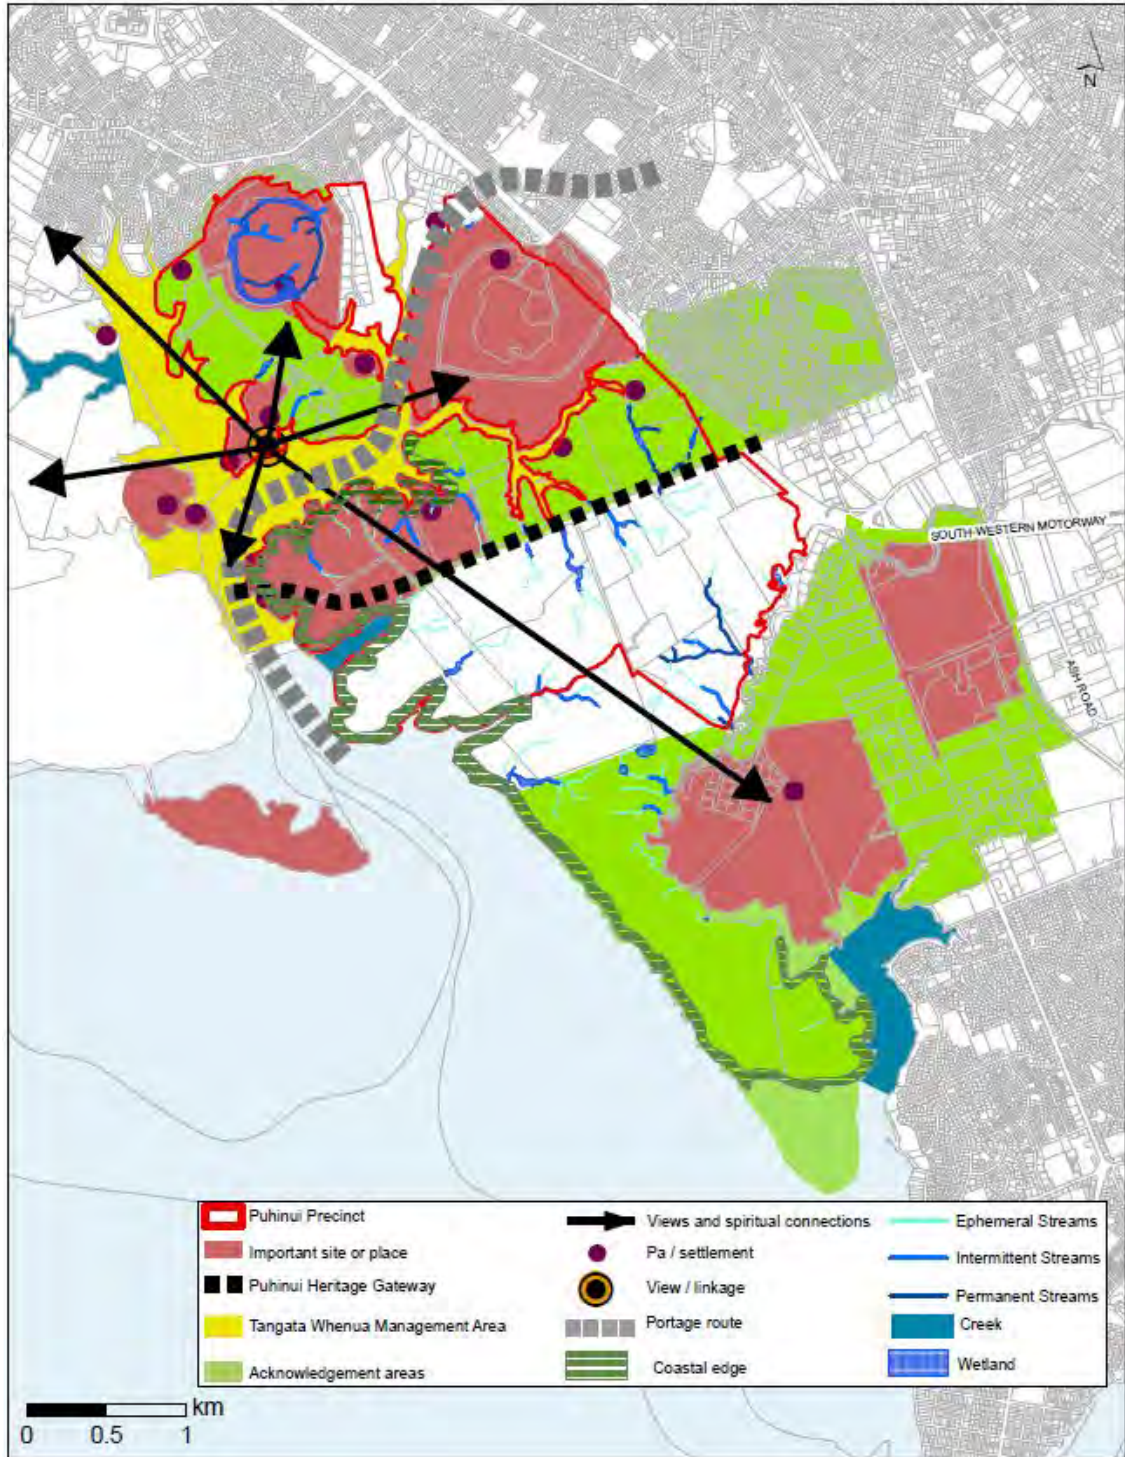 N
SOUTH-WESTERN MOTORWAY
ASH ROAD
Puhinui Precinct
Important site or place
Puhinui Heritage Gateway
Tangata Whenua Management Area
Acknowledgement areas
Views and spiritual connections
Pa / settlement
View / linkage
Portage route
Coastal edge
Ephemeral Streams
Intermittent Streams
Permanent Streams
Creek
Wetland
km
0 0.5 1